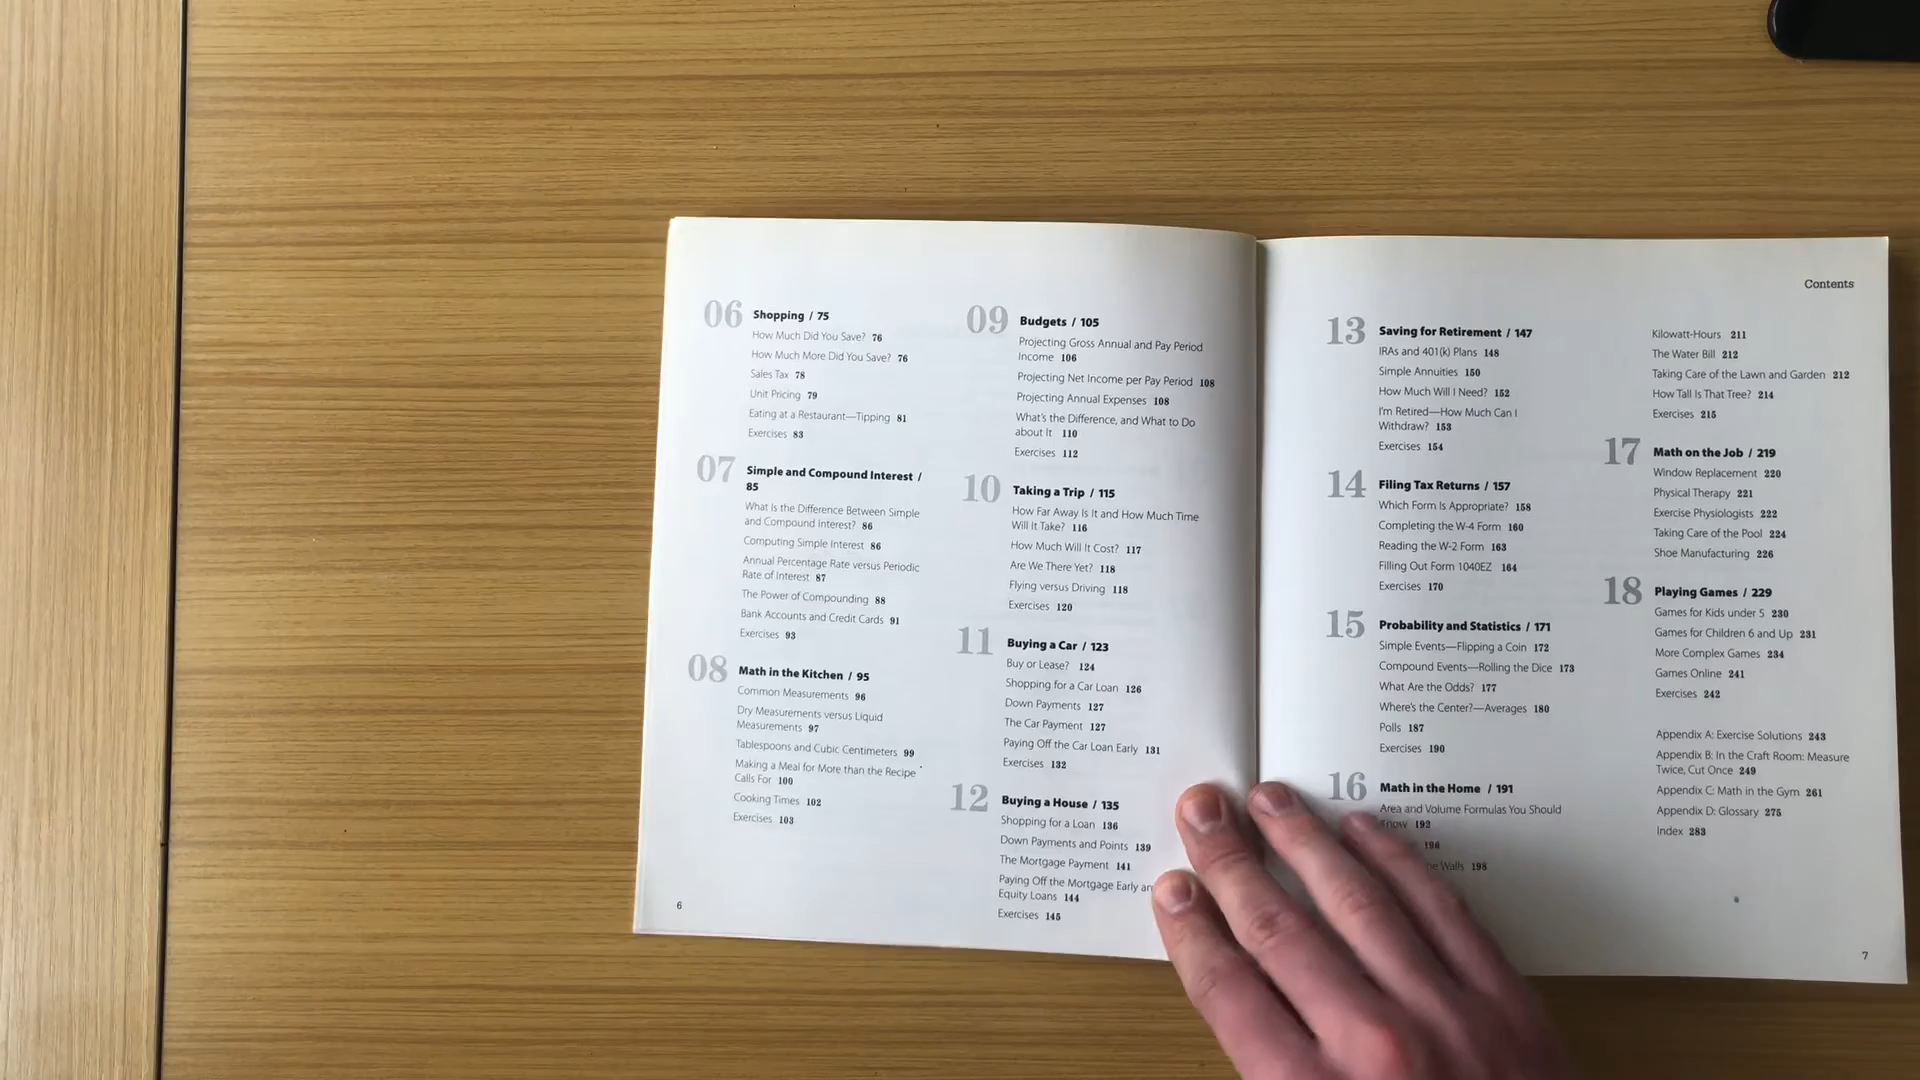 06 Shopping / 75
How Much Did You Save? 76
How Much More Did You Save? 76
Sales Tax 78
Unit Pricing 79
Eating at a Restaurant—Tipping 81
Exercises 83
07 Simple and Compound Interest /
85
What Is the Difference Between Simple
and Compound Interest? 86
Computing Simple Interest 86
Annual Percentage Rate versus Periodic
Rate of Interest 87
The Power of Compounding 88
Bank Accounts and Credit Cards 91
Exercises 93
08 Math in the Kitchen / 95
Common Measurements 96
Dry Measurements versus Liquid
Measurements 97
Tablespoons and Cubic Centimeters 99
Making a Meal for More than the Recipe
Calls For 100
Cooking Times 102
Exercises 103
6
09 Budgets / 105
Projecting Gross Annual and Pay Period
Income 106
Projecting Net Income per Pay Period 108
Projecting Annual Expenses 108
What's the Difference, and What to Do
about It 110
Exercises 112
10 Taking a Trip / 115
How Far Away Is It and How Much Time
Will it Take? 116
How Much Will It Cost? 117
Are We There Yet? 118
Flying versus Driving 118
Exercises 120
11 Buying a Car / 123
Buy or Lease? 124
Shopping for a Car Loan 126
Down Payments 127
The Car Payment 127
Paying Off the Car Loan Early 131
Exercises 132
12 Buying a House / 135
Shopping for a Loan 136
Down Payments and Points 139
The Mortgage Payment 141
Paying Off the Mortgage Early
Equity Loans 144
Exercises 145
Contents
13 Saving for Retirement / 147
IRAs and 401(k) Plans 148
Simple Annuities 150
How Much Will I Need? 152
I'm Retired—How Much Can I
Withdraw? 153
Exercises 154
14 Filing Tax Returns / 157
Which Form Is Appropriate? 158
Completing the W-4 Form 160
Reading the W-2 Form 163
Filling Out Form 1040EZ 164
Exercises 170
15 Probability and Statistics / 171
Simple Events—Flipping a Coin 172
Compound Events—Rolling the Dice 173
What Are the Odds? 177
Where's the Center?—Averages 180
Polls 187
Exercises 190
16 Math in the Home / 191
Area and Volume Formulas You Should
Know 192
196
Walls 198
Kilowatt-Hours 211
The Water Bill 212
Taking Care of the Lawn and Garden 212
How Tall Is That Tree? 214
Exercises 215
17 Math on the Job / 219
Window Replacement 220
Physical Therapy 221
Exercise Physiologists 222
Taking Care of the Pool 224
Shoe Manufacturing 226
18 Playing Games / 229
Games for Kids under 5 230
Games for Children 6 and Up 231
More Complex Games 234
Games Online 241
Exercises 242
Appendix A: Exercise Solutions 243
Appendix B: In the Craft Room: Measure
Twice, Cut Once 249
Appendix C: Math in the Gym 261
Appendix D: Glossary 275
Index 283
7